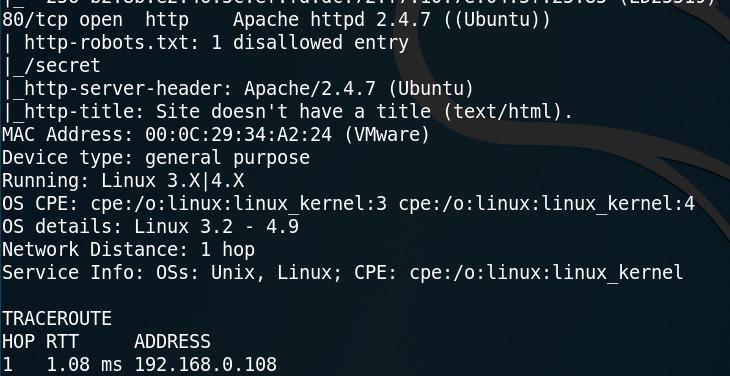 80/tcp open  http    Apache httpd 2.4.7 ((Ubuntu))
| http-robots.txt: 1 disallowed entry
|_/secret
|_http-server-header: Apache/2.4.7 (Ubuntu)
|_http-title: Site doesn't have a title (text/html).
MAC Address: 00:0C:29:34:A2:24 (VMware)
Device type: general purpose
Running: Linux 3.X|4.X
OS CPE: cpe:/o:linux:linux_kernel:3 cpe:/o:linux:linux_kernel:4
OS details: Linux 3.2 - 4.9
Network Distance: 1 hop
Service Info: OSs: Unix, Linux; CPE: cpe:/o:linux:linux_kernel

TRACEROUTE
HOP RTT     ADDRESS
1   1.08 ms 192.168.0.108